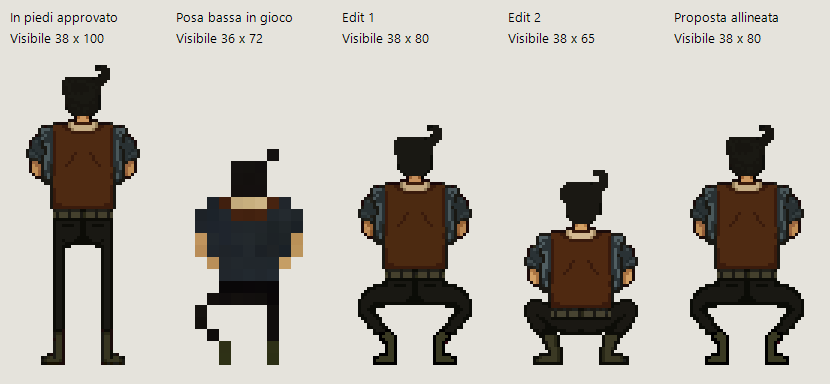 In piedi approvato
Visibile 38 x 100
Posa bassa in gioco
Visibile 36 x 72
Edit 1
Visibile 38 x 80
Edit 2
Visibile 38 x 65
Proposta allineata
Visibile 38 x 80